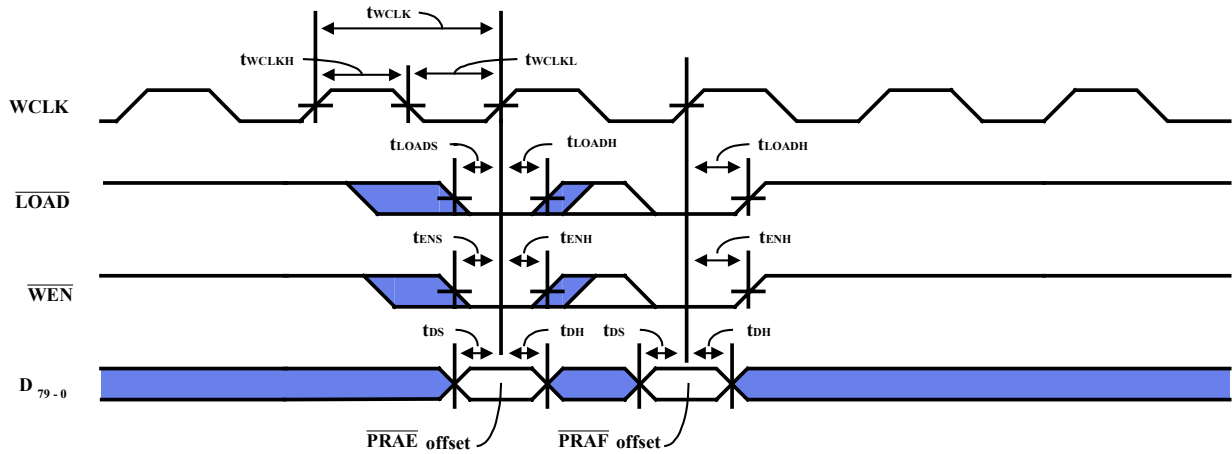 tWCLK
tWCLKH
tWCLKL
WCLK
tLOADS
tLOADH
tLOADH
LOAD
tENS
tENH
tENH
WEN
tDS
tDH
tDS
tDH
D 79 - 0
PRAE offset
PRAF offset